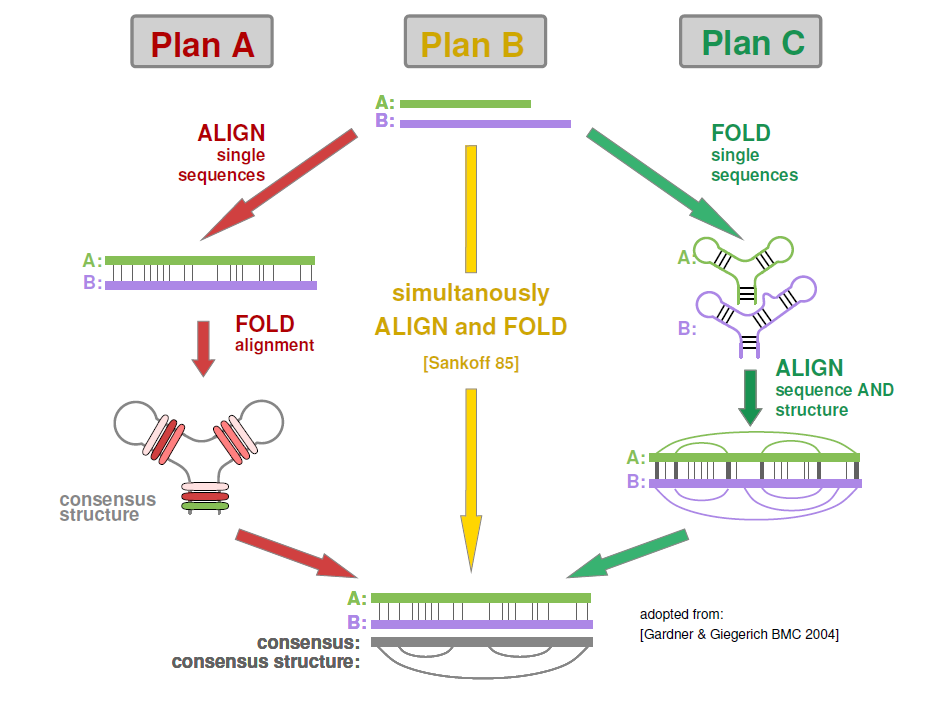 Plan A
Plan B
Plan C
A:
B:
ALIGN
single
sequences
FOLD
single
sequences
A:
B:
A:
B:
simultanously
ALIGN and FOLD
[Sankoff 85]
FOLD
alignment
ALIGN
sequence AND
structure
consensus
structure
A:
B:
A:
B:
consensus:
consensus structure:
adopted from:
[Gardner & Giegerich BMC 2004]